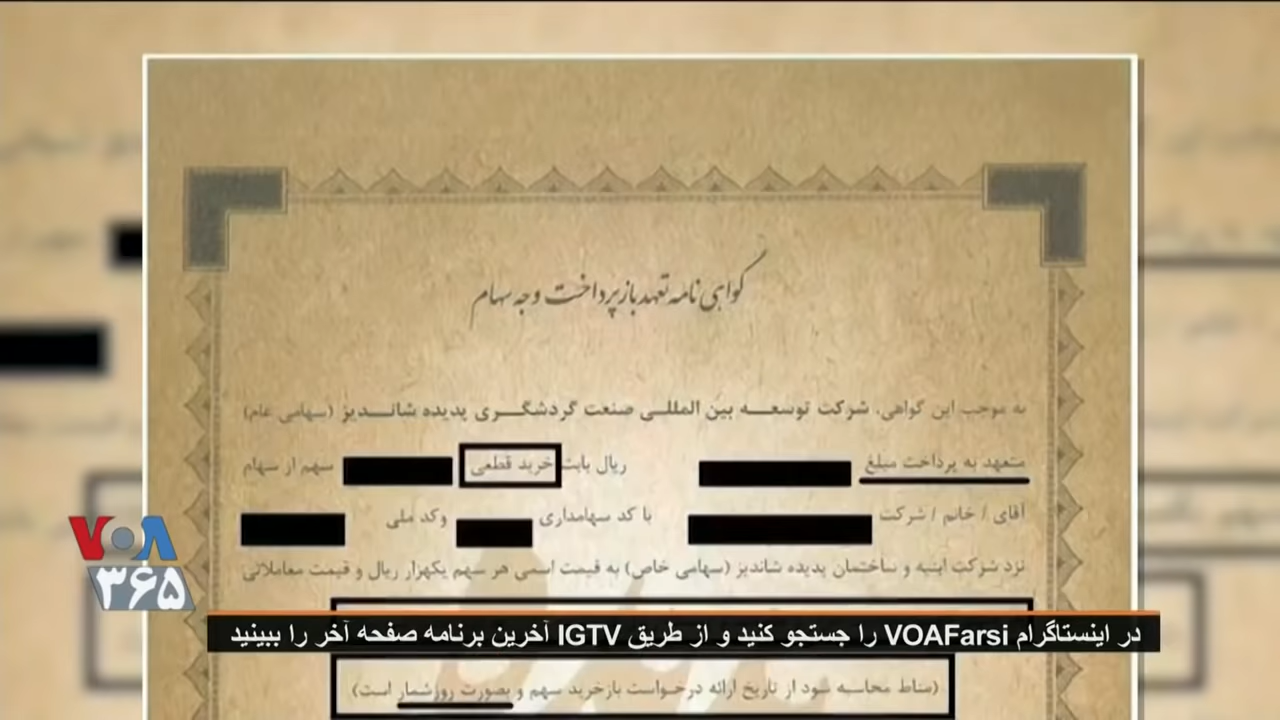 گواهی نامه تعهد بازپرداخت وجه سهام
به موجب این گواهی، شرکت توسعه بین المللی صنعت گردشگری پدیده شاندیز (سهامی عام)
متعهد به پرداخت مبلغ ریال بابت خرید قطعی سهم از سهام
آقای / خانم / شرکت با کد سهامداری وکد ملی
نزد شرکت ابنیه و ساختمان پدیده شاندیز (سهامی خاص) به قیمت اسمی هر سهم یکهزار ریال و قیمت معاملاتی
VOA
۳۶۵
در اینستاگرام VOAFarsi را جستجو کنید و از طریق IGTV آخرین برنامه صفحه آخر را ببینید
(مناط محاسبه شود از تاریخ ارائه درخواست بازخرید سهم و بصورت روزشمار است)